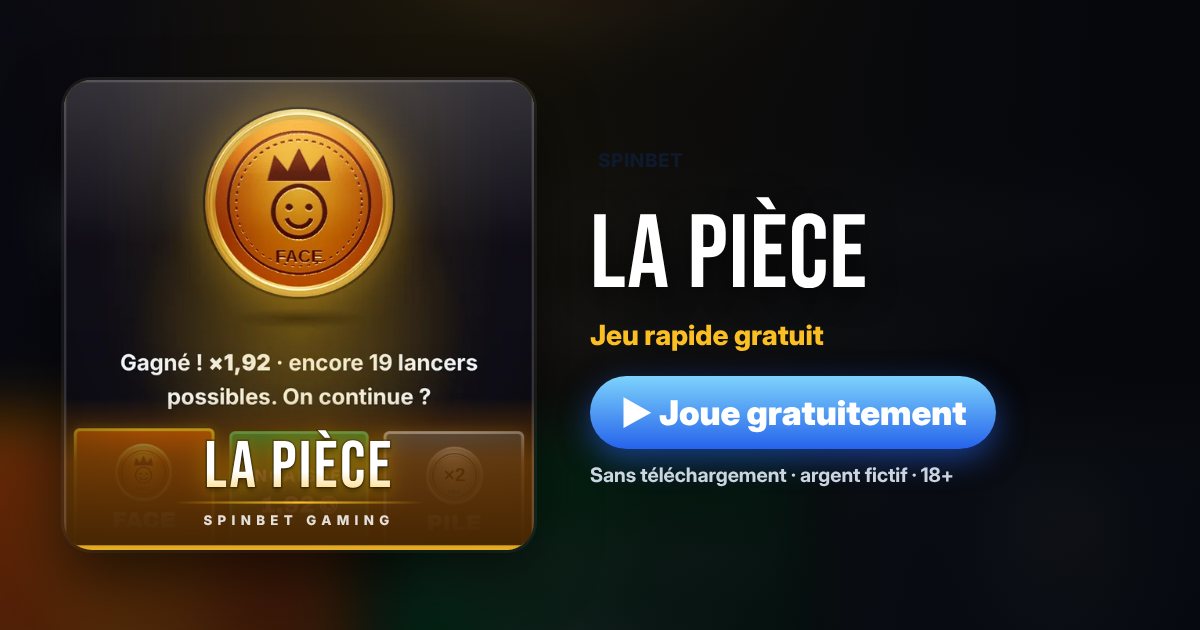 FACE
Gagné ! ×1,92 · encore 19 lancers
possibles. On continue ?
×2
FACE
PILE
LA PIÈCE
SPINBET GAMING
SPINBET
LA PIÈCE
Jeu rapide gratuit
▶ Joue gratuitement
Sans téléchargement · argent fictif · 18+